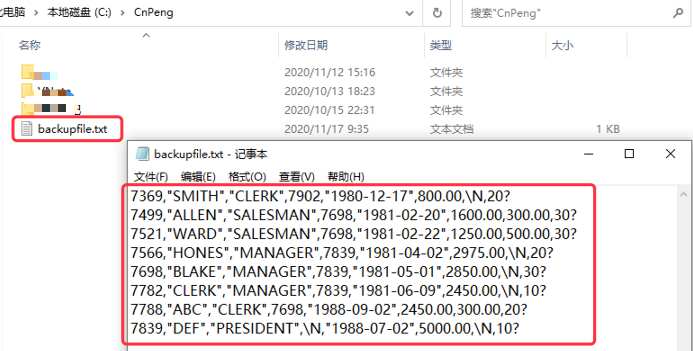 此电脑 › 本地磁盘 (C:) › CnPeng
搜索"CnPeng"
名称 修改日期 类型 大小
2020/11/12 15:16 文件夹
2020/10/13 18:23 文件夹
2020/10/15 22:31 文件夹
backupfile.txt 2020/11/17 9:35 文本文档 1 KB
backupfile.txt - 记事本
文件(F) 编辑(E) 格式(O) 查看(V) 帮助(H)
7369,"SMITH","CLERK",7902,"1980-12-17",800.00,\N,20?
7499,"ALLEN","SALESMAN",7698,"1981-02-20",1600.00,300.00,30?
7521,"WARD","SALESMAN",7698,"1981-02-22",1250.00,500.00,30?
7566,"HONES","MANAGER",7839,"1981-04-02",2975.00,\N,20?
7698,"BLAKE","MANAGER",7839,"1981-05-01",2850.00,\N,30?
7782,"CLERK","MANAGER",7839,"1981-06-09",2450.00,\N,10?
7788,"ABC","CLERK",7698,"1988-09-02",2450.00,300.00,20?
7839,"DEF","PRESIDENT",\N,"1988-07-02",5000.00,\N,10?